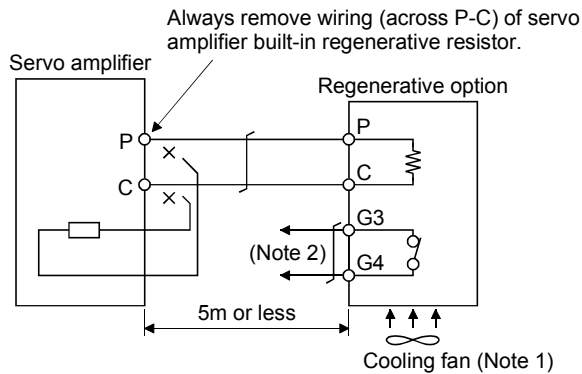 Always remove wiring (across P-C) of servo
amplifier built-in regenerative resistor.
Servo amplifier
Regenerative option
P
P
C
C
G3
(Note 2)
G4
5m or less
Cooling fan (Note 1)